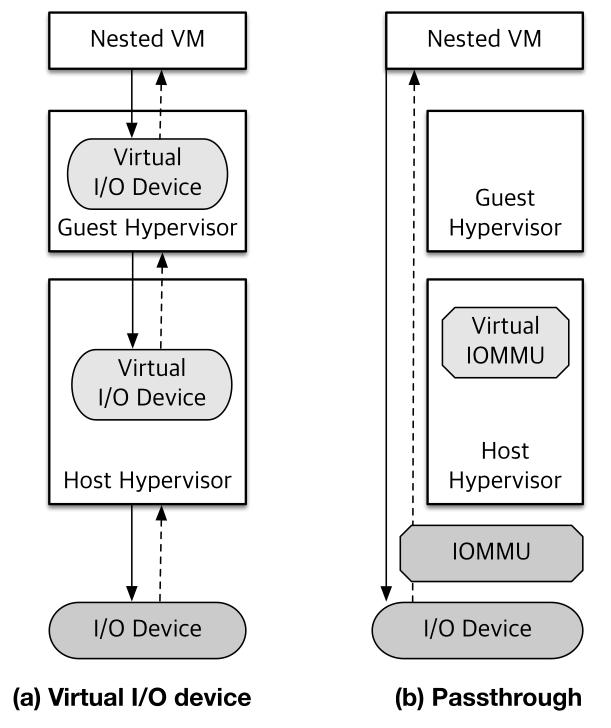 Nested VM
Virtual
I/O Device
Guest Hypervisor
Virtual
I/O Device
Host Hypervisor
I/O Device
(a) Virtual I/O device
Nested VM
Guest
Hypervisor
Virtual
IOMMU
Host
Hypervisor
IOMMU
I/O Device
(b) Passthrough